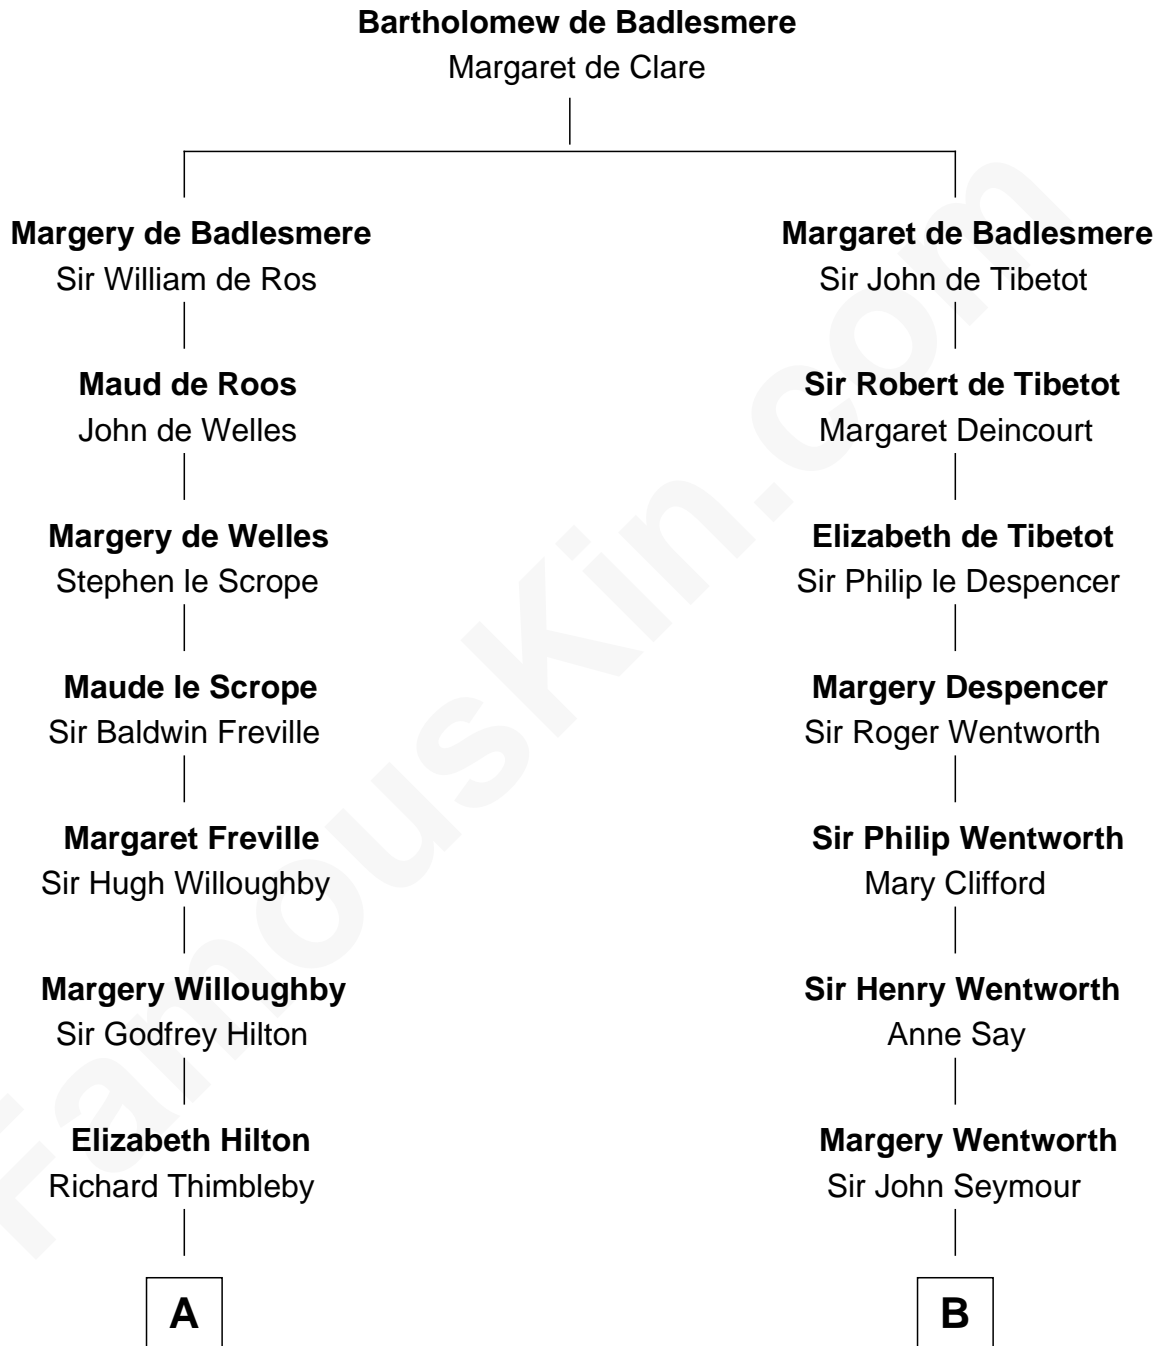 Bartholomew de Badlesmere
Margaret de Clare
Margery de Badlesmere
Sir William de Ros
Margaret de Badlesmere
Sir John de Tibetot
Maud de Roos
John de Welles
Sir Robert de Tibetot
Margaret Deincourt
Margery de Welles
Stephen le Scrope
Elizabeth de Tibetot
Sir Philip le Despencer
Maude le Scrope
Sir Baldwin Freville
Margery Despencer
Sir Roger Wentworth
Margaret Freville
Sir Hugh Willoughby
Sir Philip Wentworth
Mary Clifford
Margery Willoughby
Sir Godfrey Hilton
Sir Henry Wentworth
Anne Say
Elizabeth Hilton
Richard Thimbleby
Margery Wentworth
Sir John Seymour
A
B
FamousKin.com